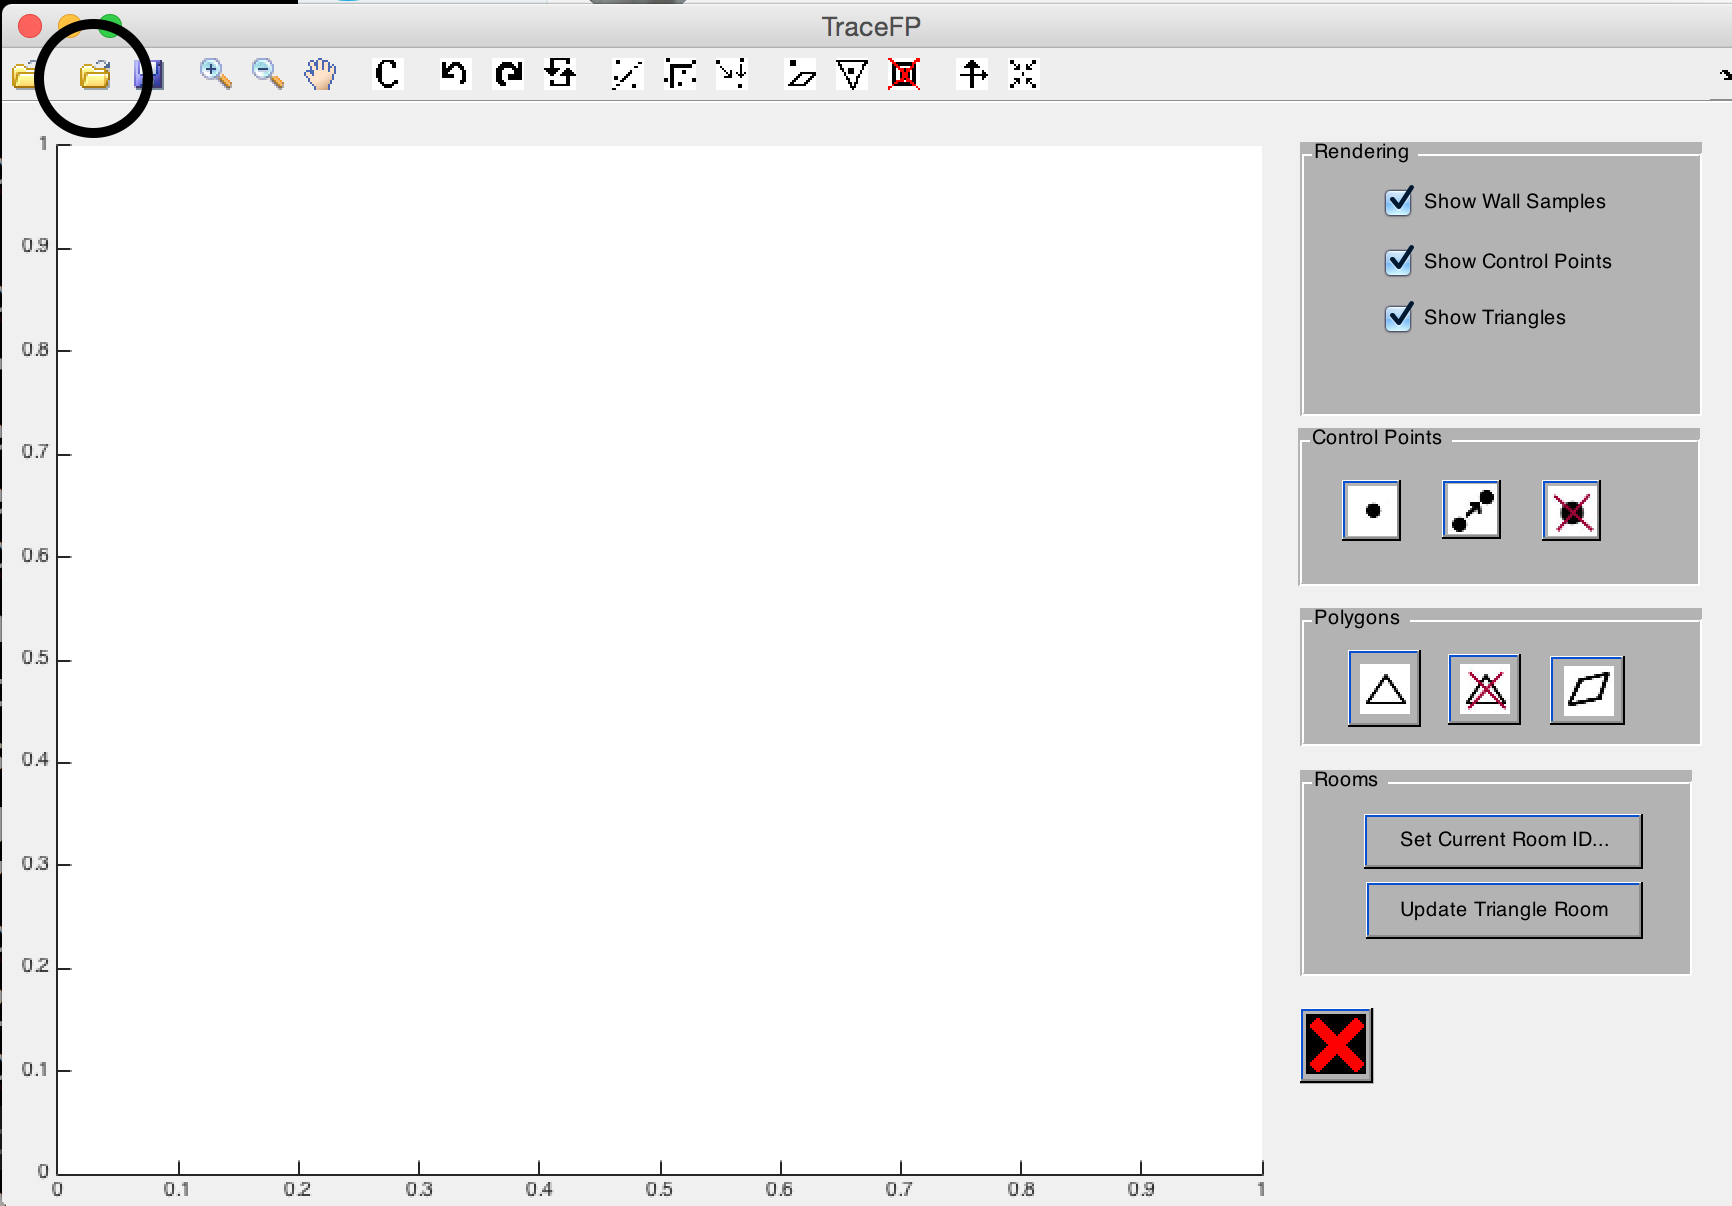 TraceFP
C
1
0.9
0.8
0.7
0.6
0.5
0.4
0.3
0.2
0.1
0
0 0.1 0.2 0.3 0.4 0.5 0.6 0.7 0.8 0.9 1
Rendering
Show Wall Samples
Show Control Points
Show Triangles
Control Points
Polygons
Rooms
Set Current Room ID...
Update Triangle Room